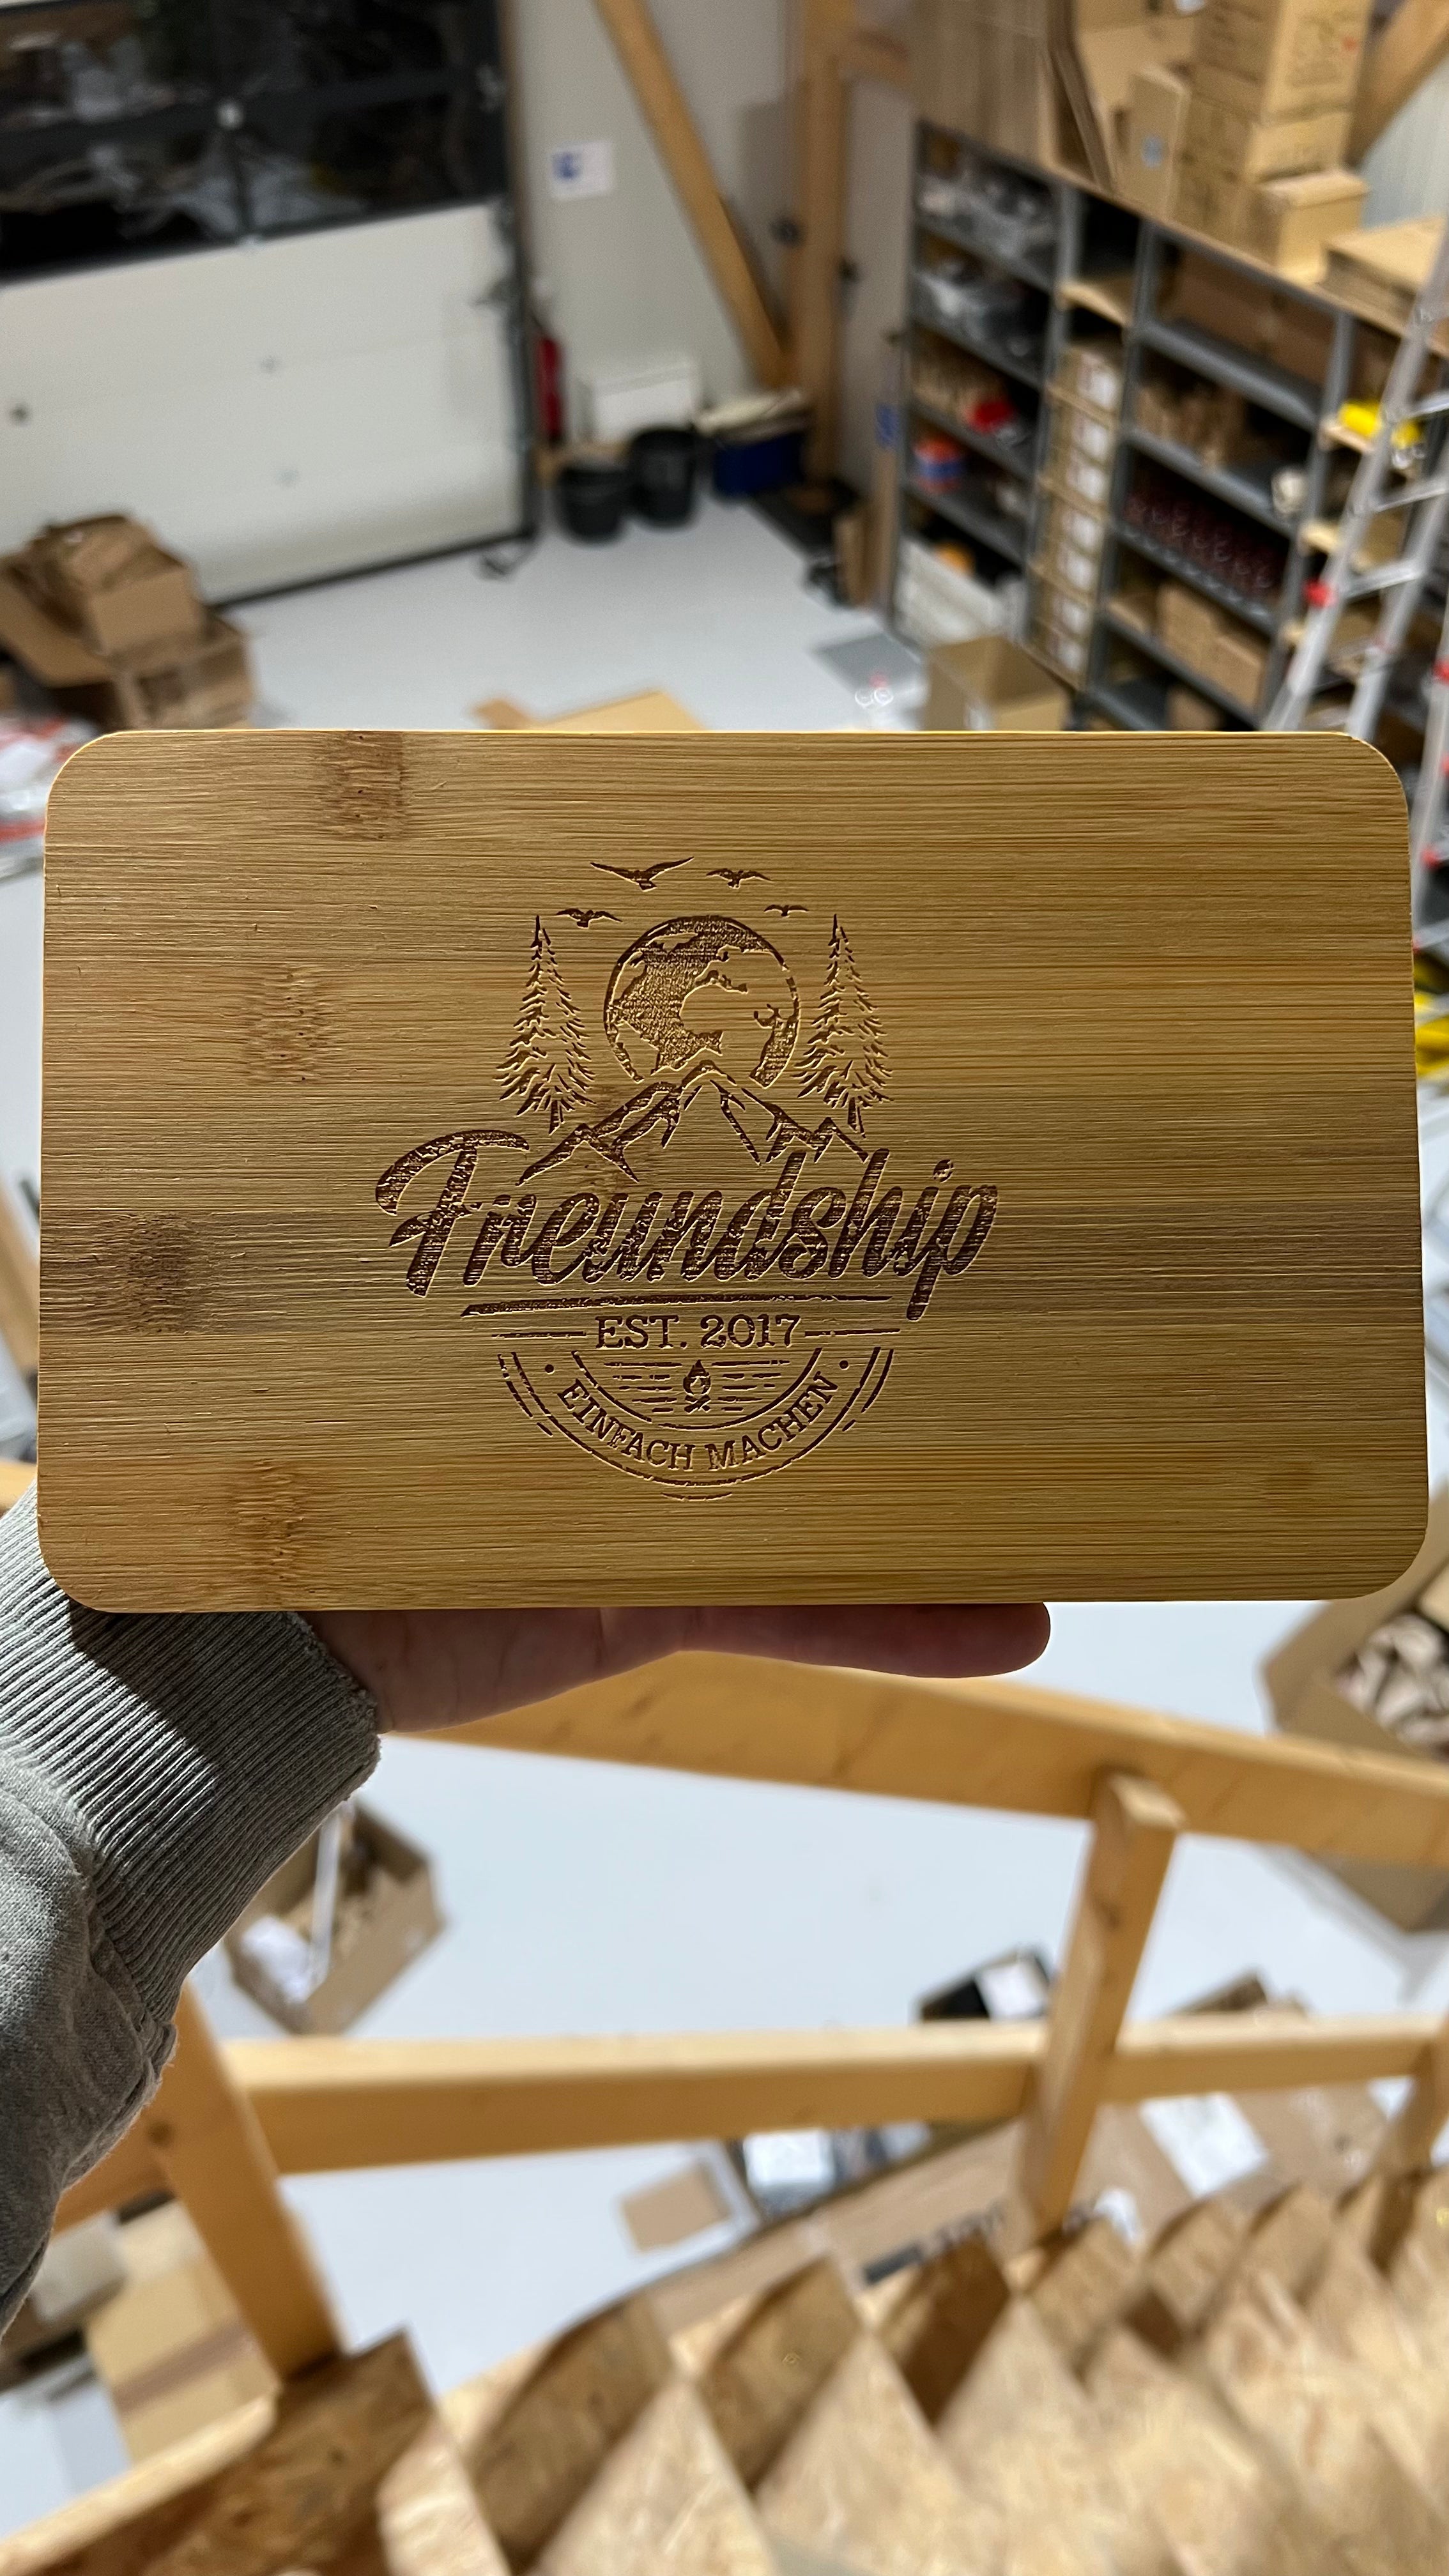 Freundship
EST. 2017
EINFACH MACHEN